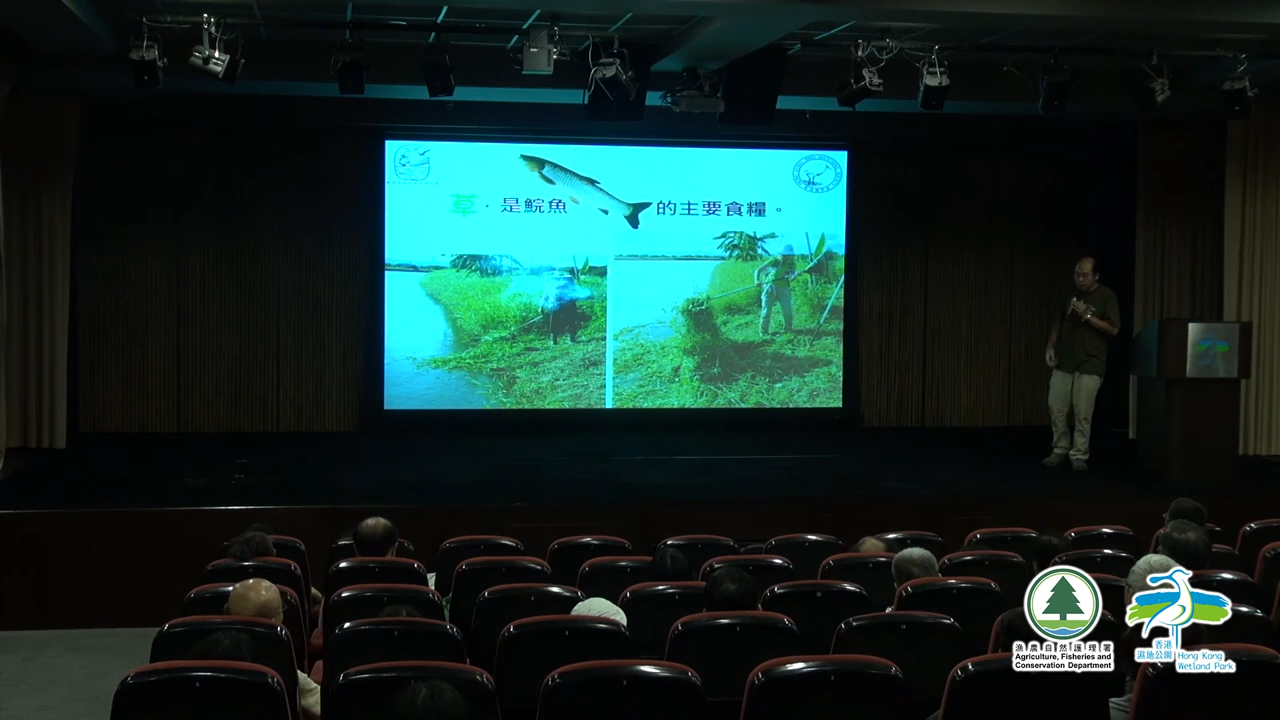 草，是鯇魚 的主要食糧。
漁農自然護理署
Agriculture, Fisheries and
Conservation Department
香港
濕地公園
Hong Kong
Wetland Park